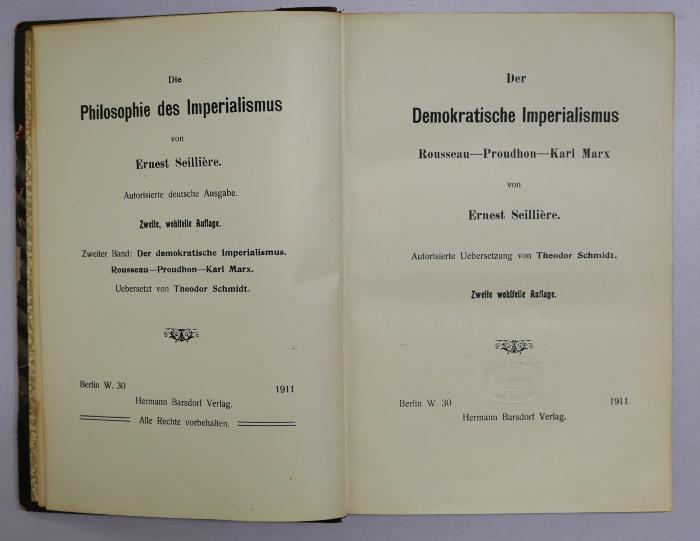 Die
Philosophie des Imperialismus
von
Ernest Seillière.
Autorisierte deutsche Ausgabe.
Zweite, wohlfeile Auflage.
Zweiter Band: Der demokratische Imperialismus.
Rousseau—Proudhon—Karl Marx.
Uebersetzt von Theodor Schmidt.
Berlin W. 30 1911
Hermann Barsdorf Verlag.
Alle Rechte vorbehalten.
Der
Demokratische Imperialismus
Rousseau—Proudhon—Karl Marx
von
Ernest Seillière.
Autorisierte Uebersetzung von Theodor Schmidt.
Zweite wohlfeile Auflage.
Bibliothek
Berlin W 30 1911
Hermann Barsdorf Verlag.